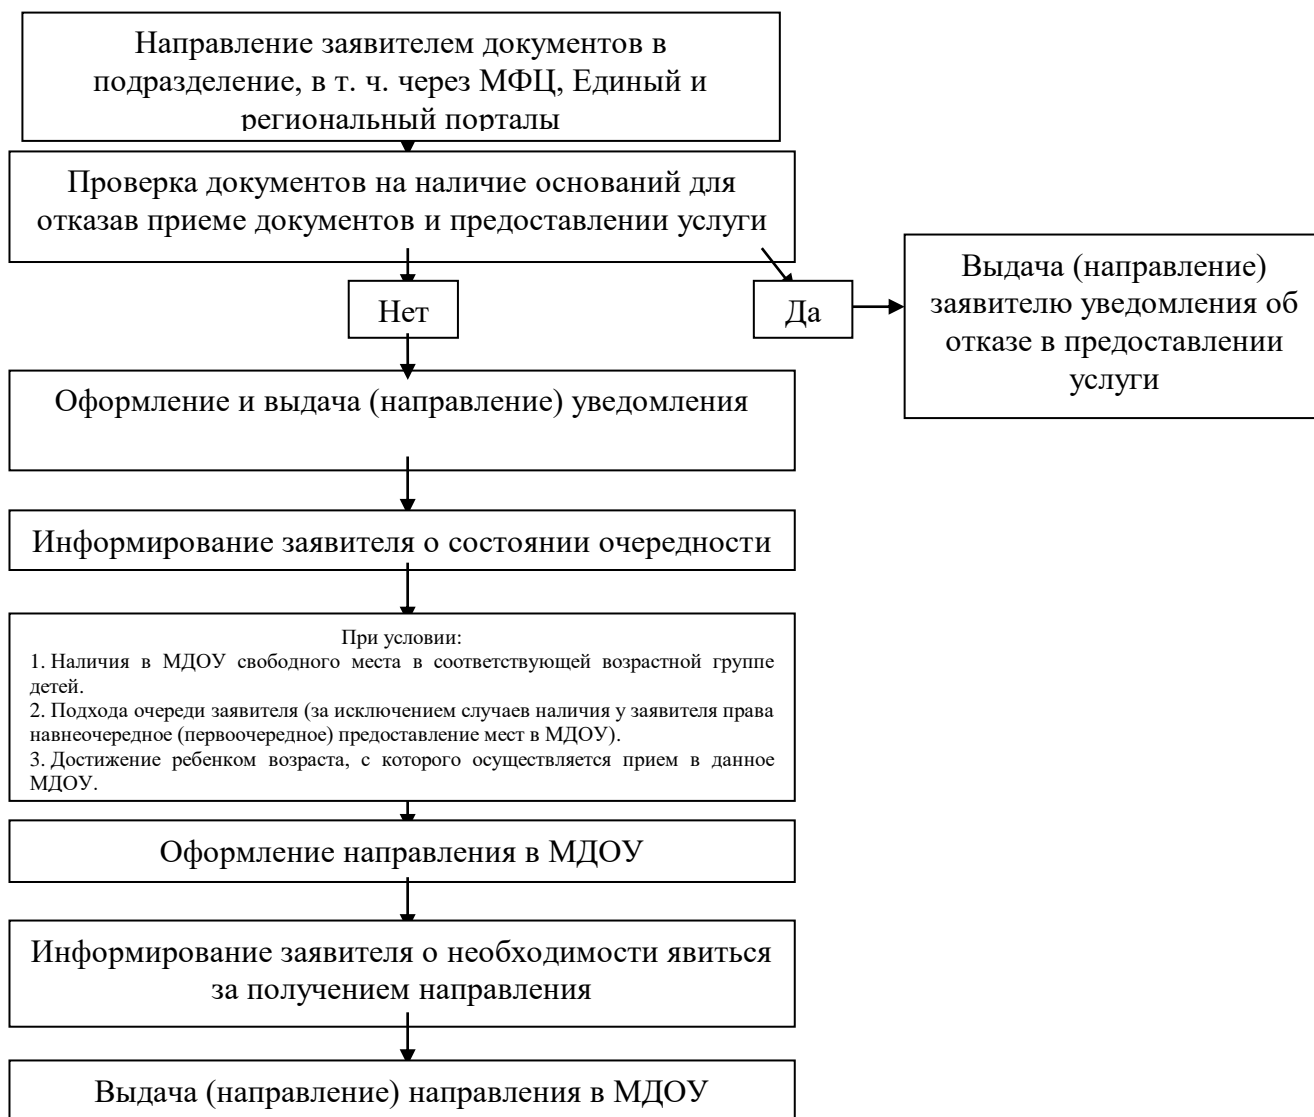 Направление заявителем документов в
подразделение, в т. ч. через МФЦ, Единый и
региональный порталы
Проверка документов на наличие оснований для
отказав приеме документов и предоставлении услуги
Нет
Да
Выдача (направление)
заявителю уведомления об
отказе в предоставлении
услуги
Оформление и выдача (направление) уведомления
Информирование заявителя о состоянии очередности
При условии:
1. Наличия в МДОУ свободного места в соответствующей возрастной группе
детей.
2. Подхода очереди заявителя (за исключением случаев наличия у заявителя права
навнеочередное (первоочередное) предоставление мест в МДОУ).
3. Достижение ребенком возраста, с которого осуществляется прием в данное
МДОУ.
Оформление направления в МДОУ
Информирование заявителя о необходимости явиться
за получением направления
Выдача (направление) направления в МДОУ